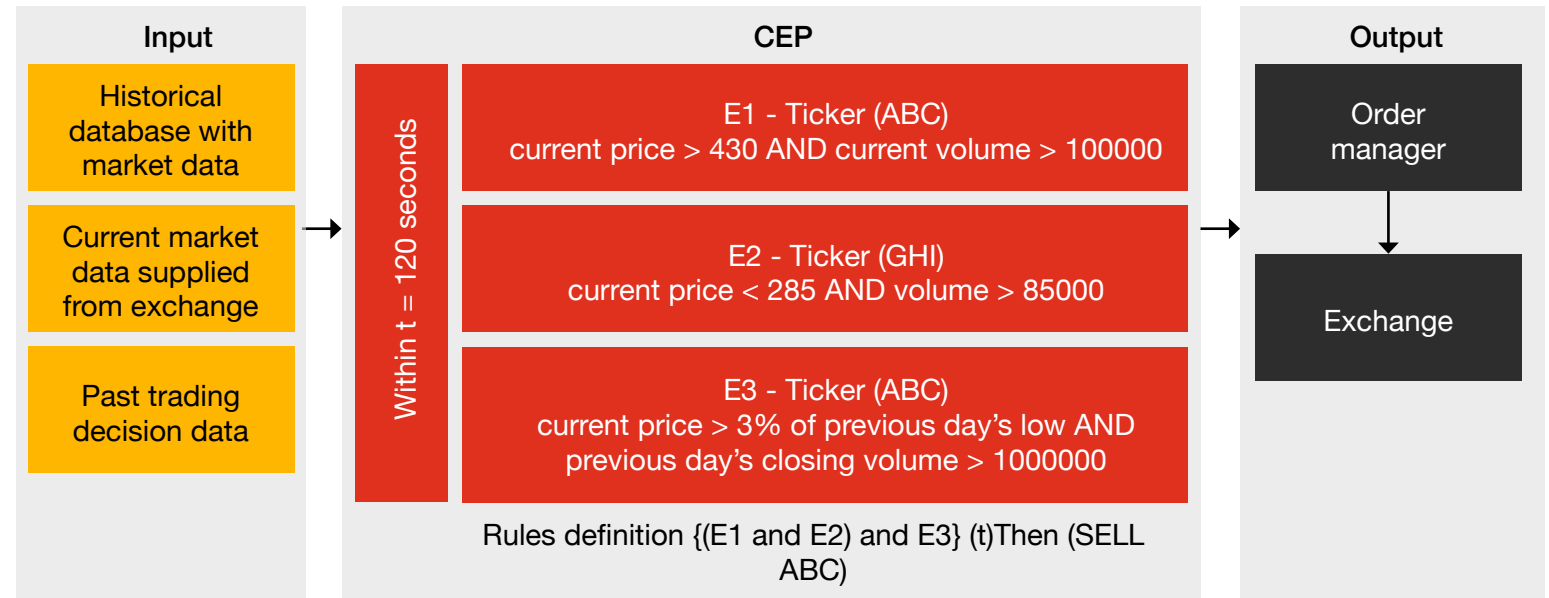 Input
Historical
database with
market data
Current market
data supplied
from exchange
Past trading
decision data
CEP
Within t = 120 seconds
E1 - Ticker (ABC)
current price > 430 AND current volume > 100000
E2 - Ticker (GHI)
current price < 285 AND volume > 85000
E3 - Ticker (ABC)
current price > 3% of previous day’s low AND
previous day’s closing volume > 1000000
Rules definition {(E1 and E2) and E3} (t)Then (SELL
ABC)
Output
Order
manager
Exchange